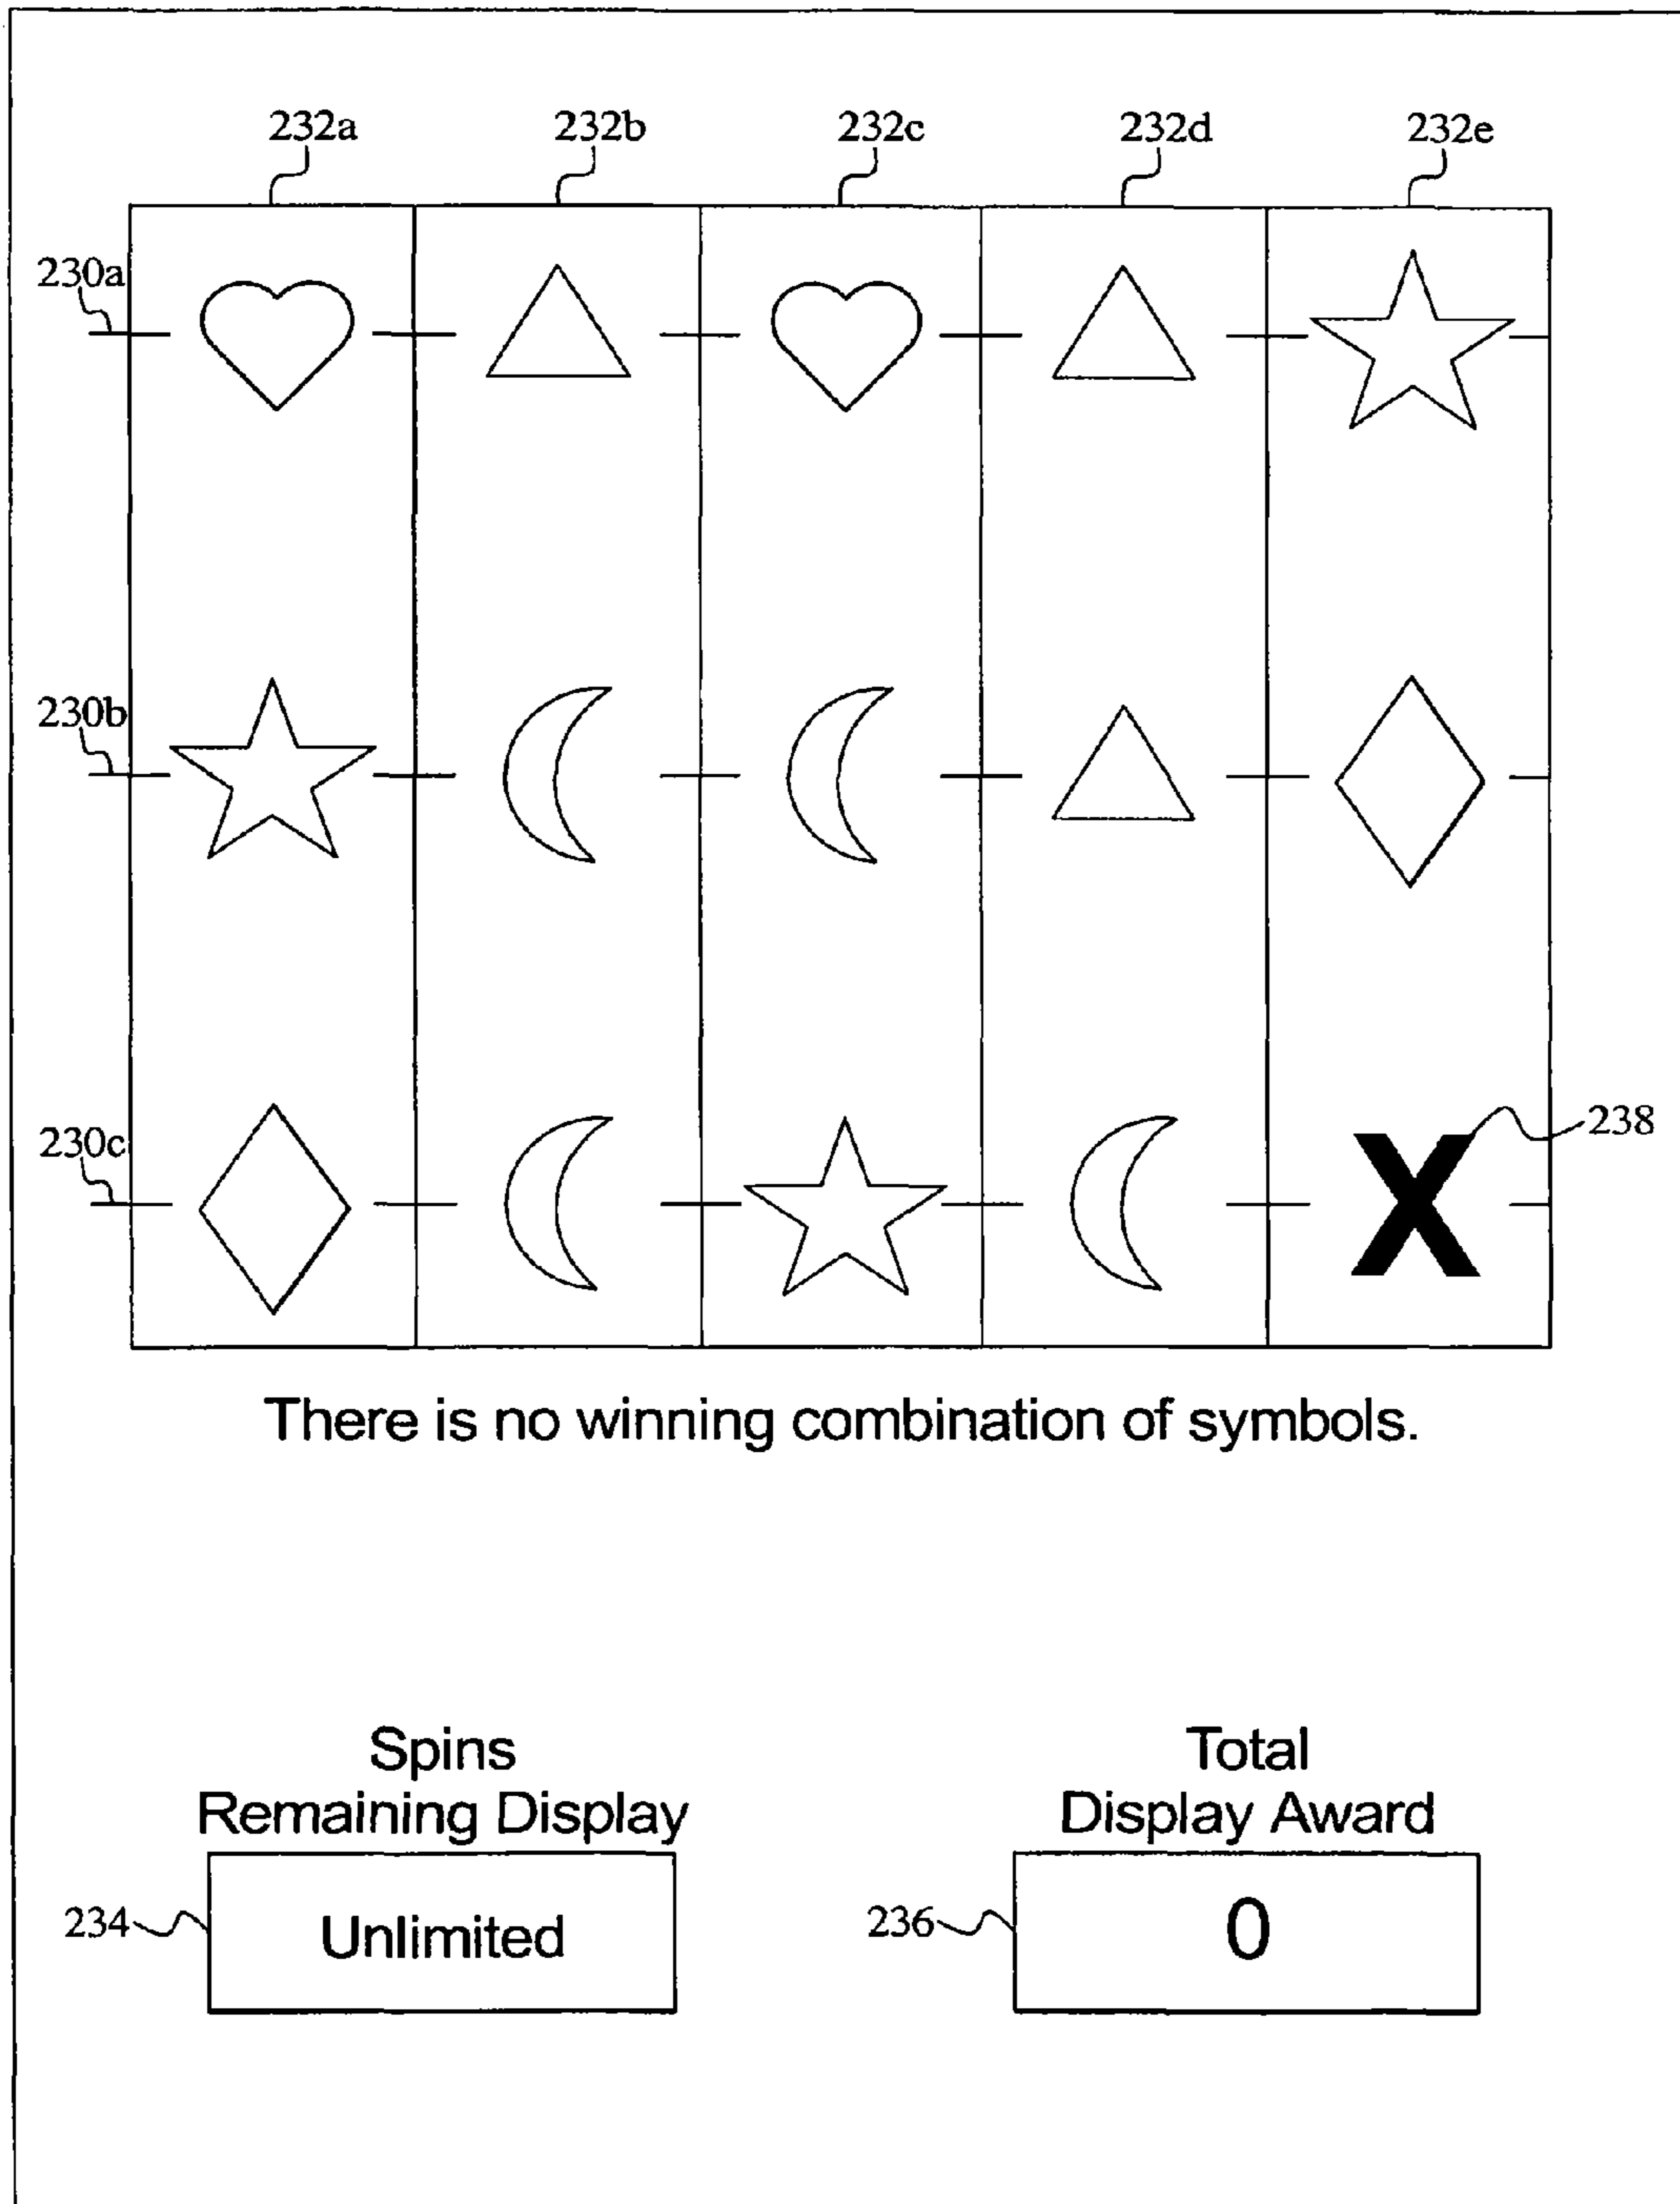 232a 232b 232c 232d 232e
230a
230b
230c
X
238
There is no winning combination of symbols.
Spins
Remaining Display
Total
Display Award
234
Unlimited
236
0